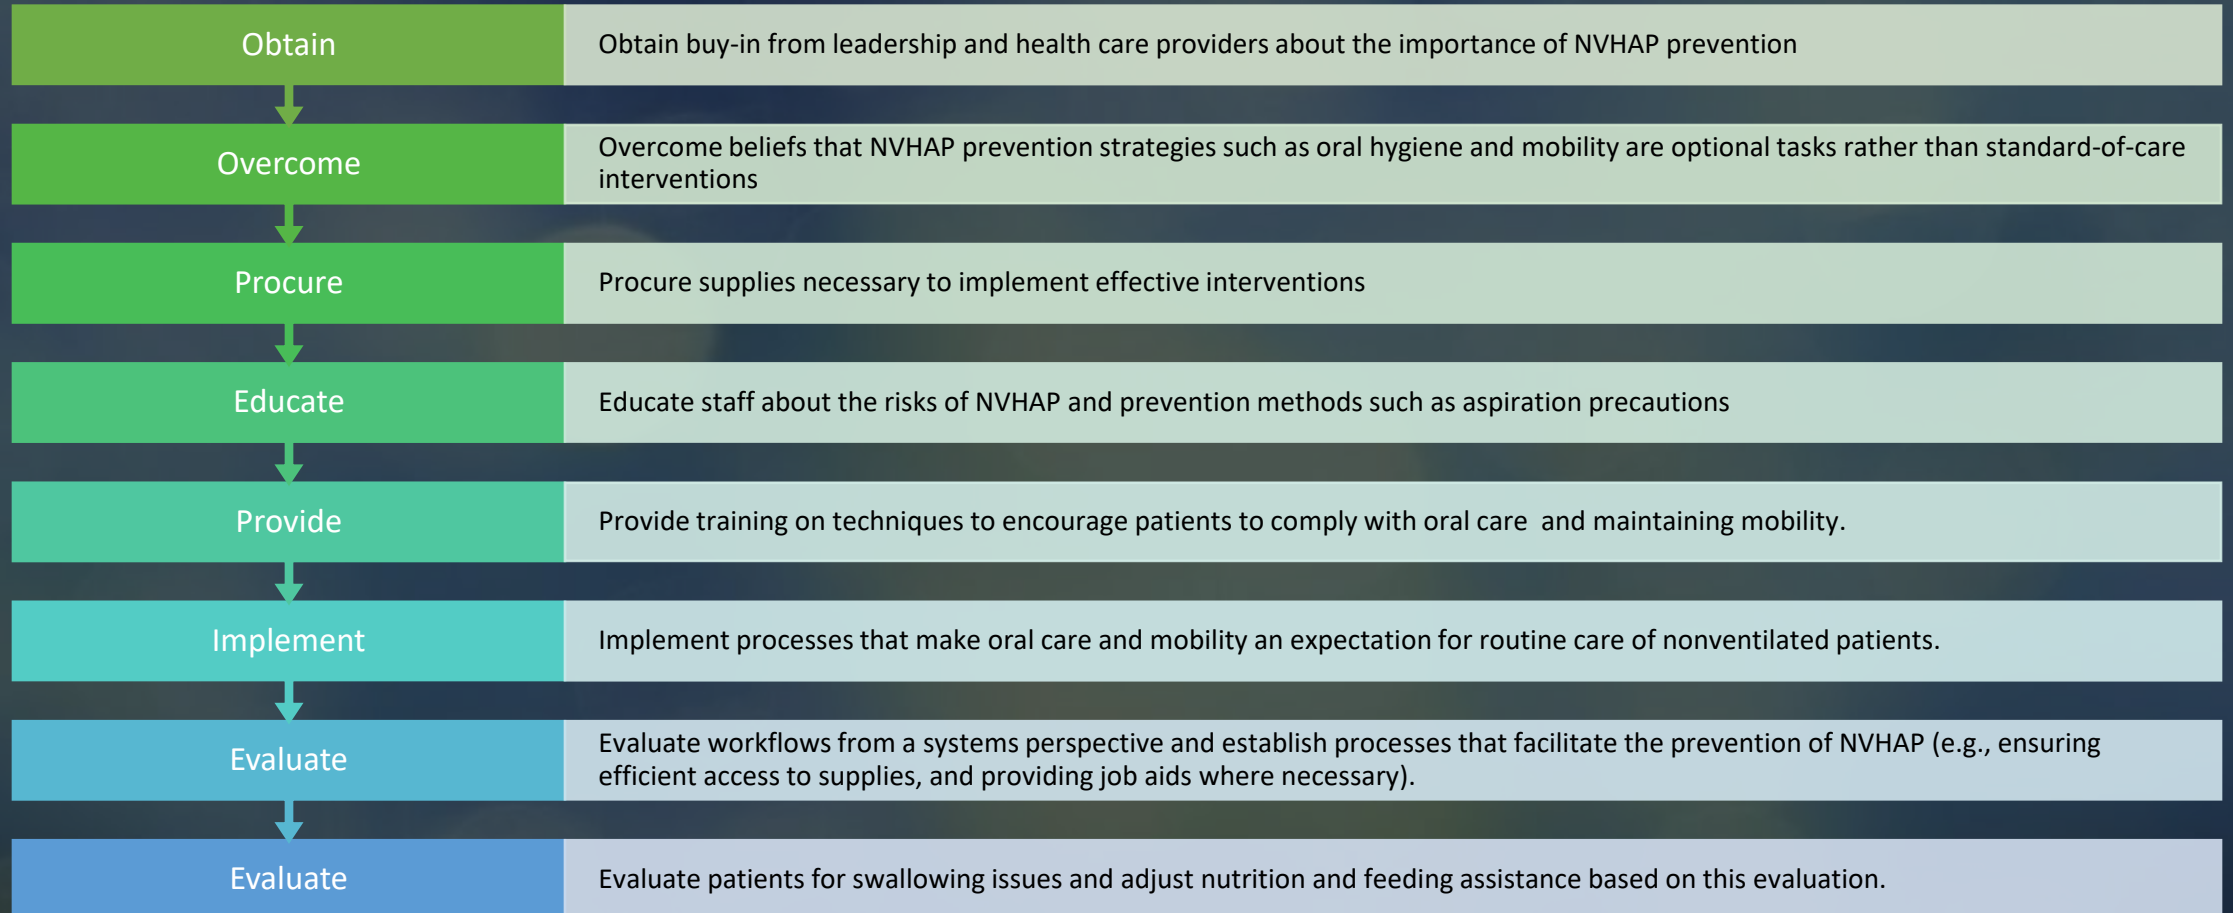 Obtain
Obtain buy-in from leadership and health care providers about the importance of NVHAP prevention
Overcome
Overcome beliefs that NVHAP prevention strategies such as oral hygiene and mobility are optional tasks rather than standard-of-care
interventions
Procure
Procure supplies necessary to implement effective interventions
Educate
Educate staff about the risks of NVHAP and prevention methods such as aspiration precautions
Provide
Provide training on techniques to encourage patients to comply with oral care  and maintaining mobility.
Implement
Implement processes that make oral care and mobility an expectation for routine care of nonventilated patients.
Evaluate
Evaluate workflows from a systems perspective and establish processes that facilitate the prevention of NVHAP (e.g., ensuring
efficient access to supplies, and providing job aids where necessary).
Evaluate
Evaluate patients for swallowing issues and adjust nutrition and feeding assistance based on this evaluation.